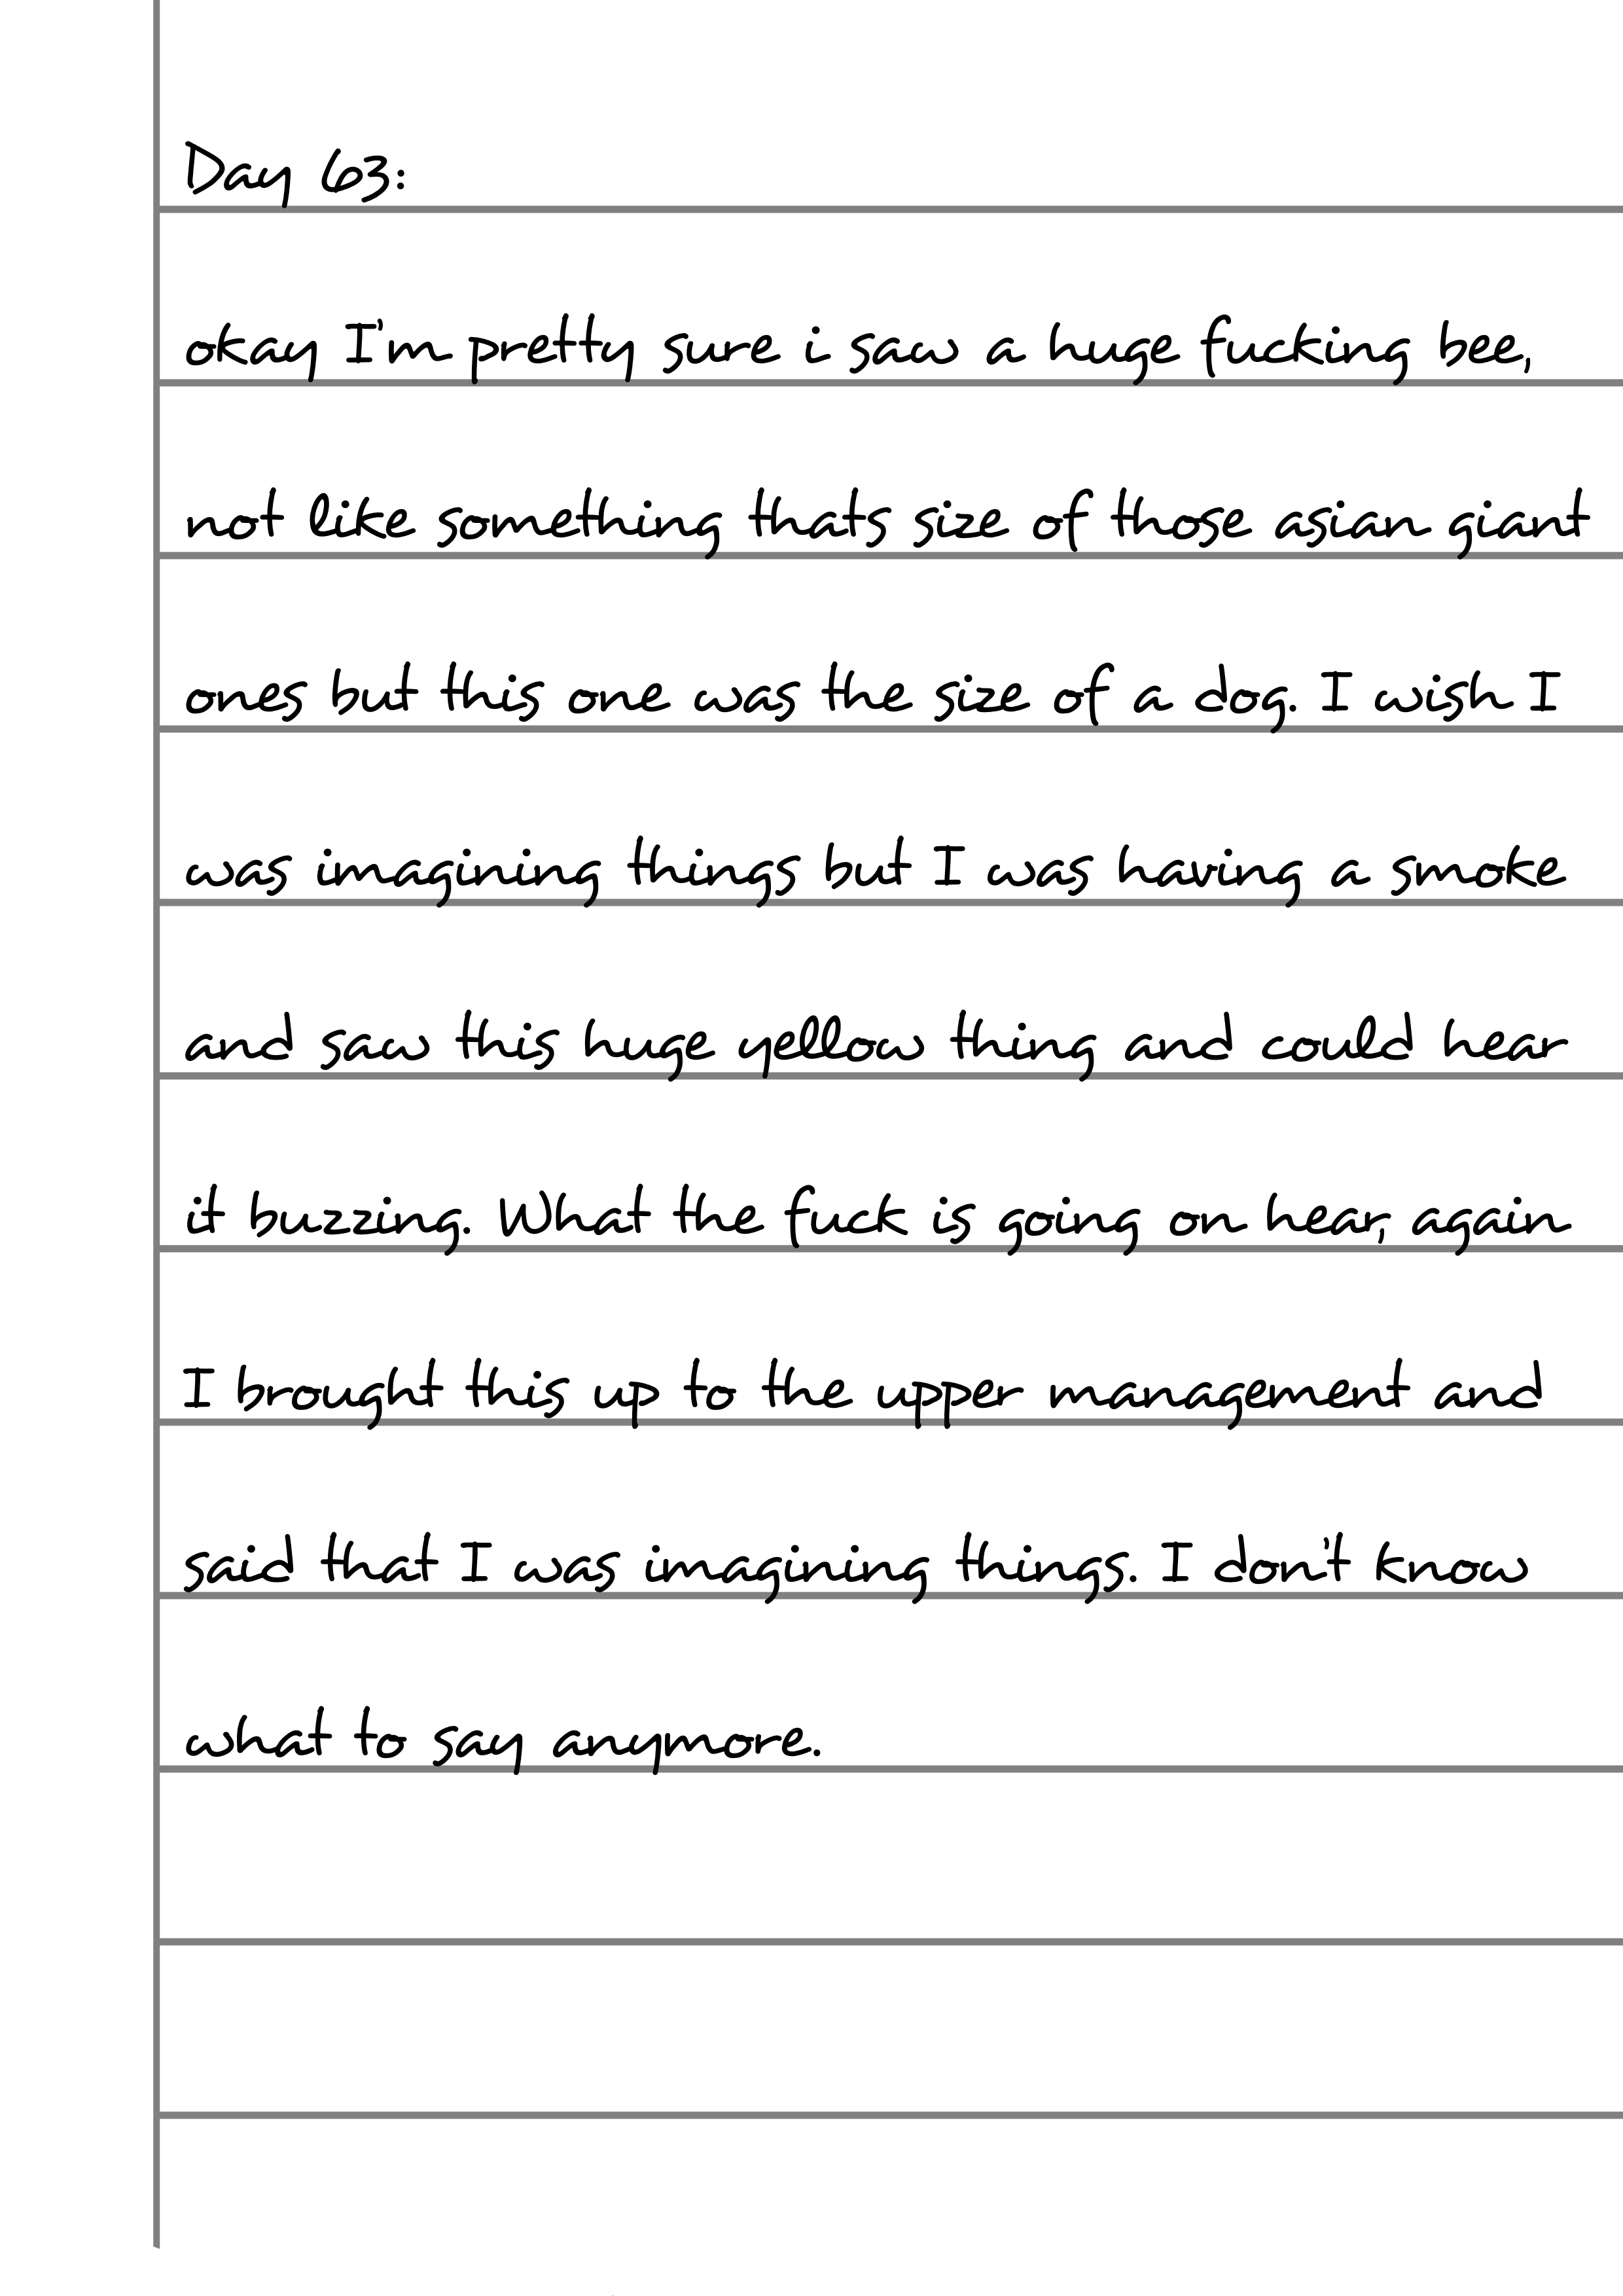 Day 63:
okay I'm pretty sure i saw a huge fucking bee,
not like something thats size of those asian giant
ones but this one was the size of a dog. I wish I
was imagining things but I was having a smoke
and saw this huge yellow thing and could hear
it buzzing. What the fuck is going on hear, again
I brought this up to the upper management and
said that I was imagining things. I don't know
what to say anymore.